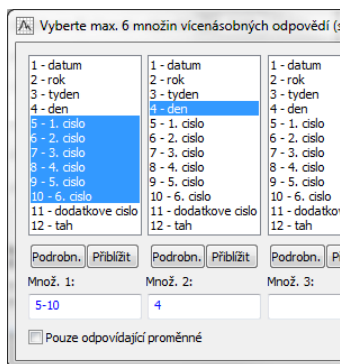 Vyberte max. 6 množin vícenásobných odpovědí (s
1 - datum
2 - rok
3 - tyden
4 - den
5 - 1. cislo
6 - 2. cislo
7 - 3. cislo
8 - 4. cislo
9 - 5. cislo
10 - 6. cislo
11 - dodatkove cislo
12 - tah
Podrobn. Přiblížit
Množ. 1:
5-10
1 - datum
2 - rok
3 - tyden
4 - den
5 - 1. cislo
6 - 2. cislo
7 - 3. cislo
8 - 4. cislo
9 - 5. cislo
10 - 6. cislo
11 - dodatkove cislo
12 - tah
Podrobn. Přiblížit
Množ. 2:
4
1 - datum
2 - rok
3 - tyden
4 - den
5 - 1. cislo
6 - 2. cislo
7 - 3. cislo
8 - 4. cislo
9 - 5. cislo
10 - 6. cislo
11 - dodatkov
12 - tah
Podrobn.
Množ. 3:
Pouze odpovídající proměnné